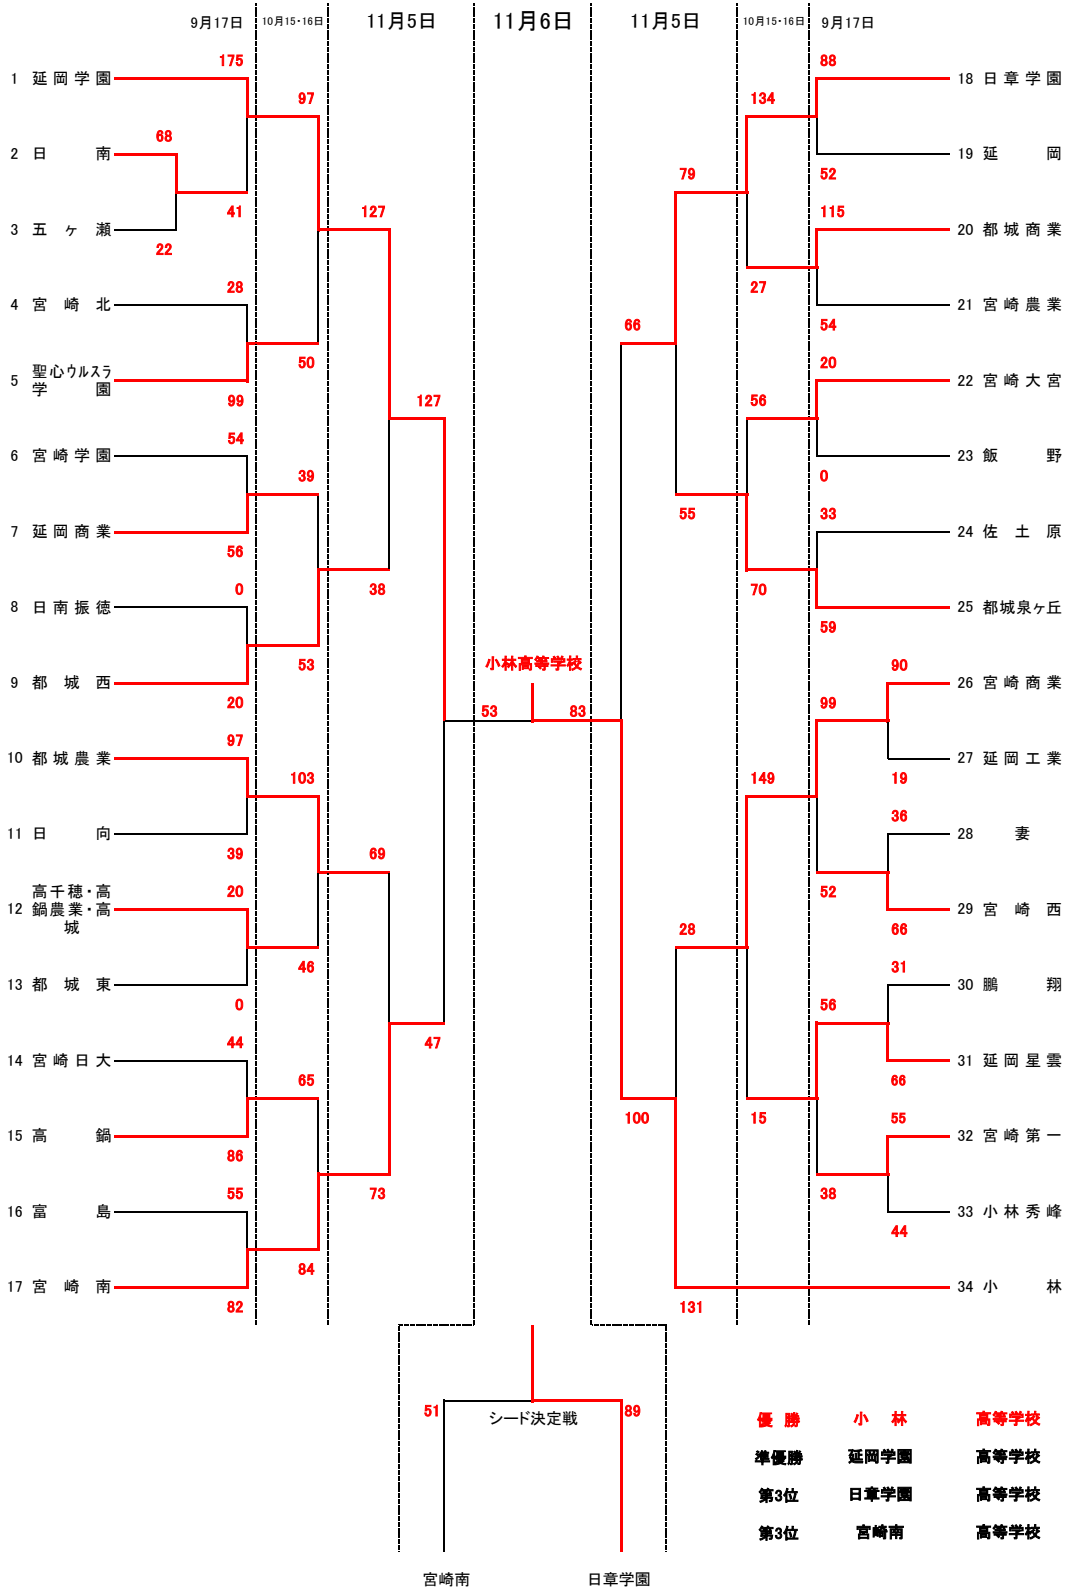 9月17日 10月15・16日 11月5日 11月6日 11月5日 10月15・16日 9月17日
175 88
1 延岡学園 18 日章学園
97 134
68
2 日南 19 延岡
79 52
41 127 115
3 五ヶ瀬 20 都城商業
22
28 27
4 宮崎北 21 宮崎農業
66 54
50 20
5 聖心ウルスラ学園 22 宮崎大宮
99 127 56
54
6 宮崎学園 23 飯野
39 0
55 33
7 延岡商業 24 佐土原
56
0 38 70
8 日南振徳 25 都城泉ヶ丘
59
53 小林高等学校 90
9 都城西 26 宮崎商業
20 53 83 99
97
10 都城農業 27 延岡工業
103 149 19
36
11 日向 28 妻
39 69
20 52
12 高千穂・高鍋農業・高城 29 宮崎西
28 66
46 31
13 都城東 30 鵬翔
0 56
44 47
14 宮崎日大 31 延岡星雲
65 66
100 15 55
15 高鍋 32 宮崎第一
86
55 73 38
16 富島 33 小林秀峰
44
84
17 宮崎南 34 小林
82 131
51 89
シード決定戦
優勝 小林 高等学校
準優勝 延岡学園 高等学校
第3位 日章学園 高等学校
第3位 宮崎南 高等学校
宮崎南 日章学園